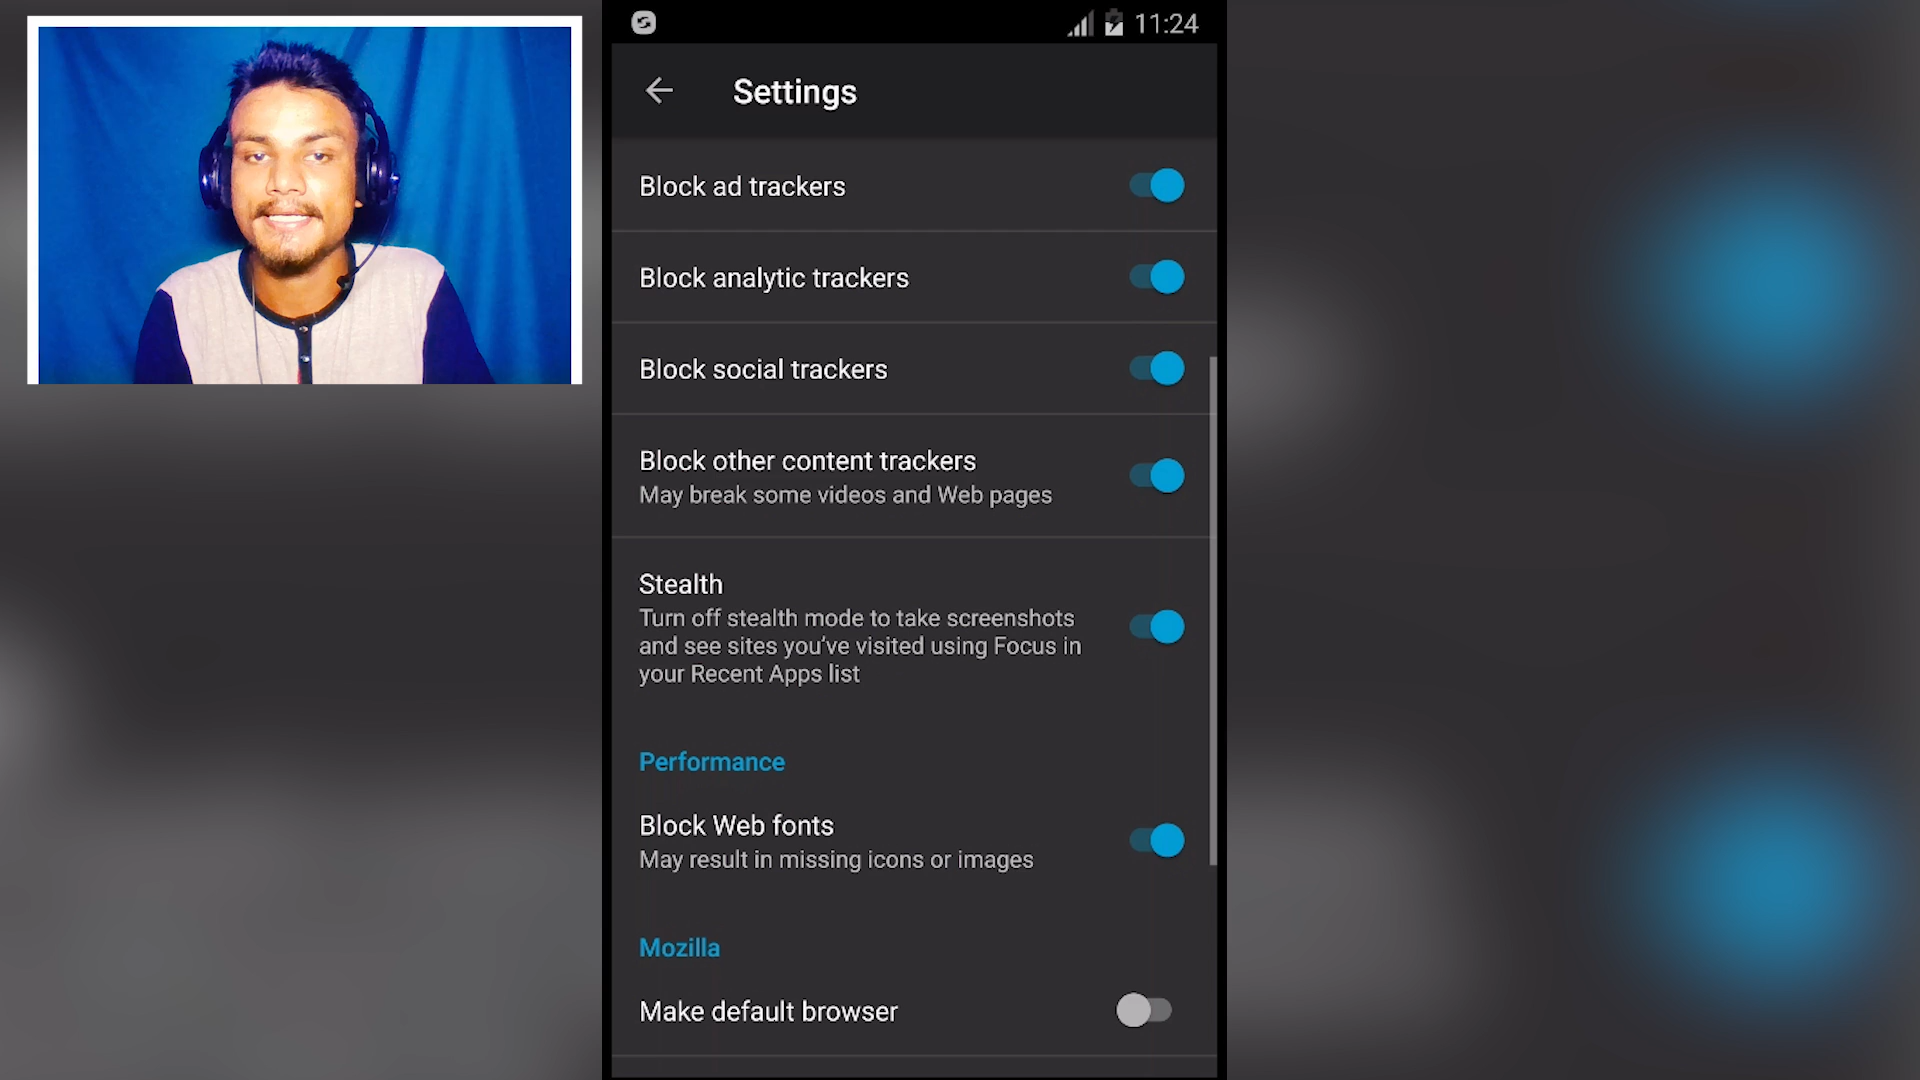 11:24
Settings
Block ad trackers
Block analytic trackers
Block social trackers
Block other content trackers
May break some videos and Web pages
Stealth
Turn off stealth mode to take screenshots
and see sites you've visited using Focus in
your Recent Apps list
Performance
Block Web fonts
May result in missing icons or images
Mozilla
Make default browser